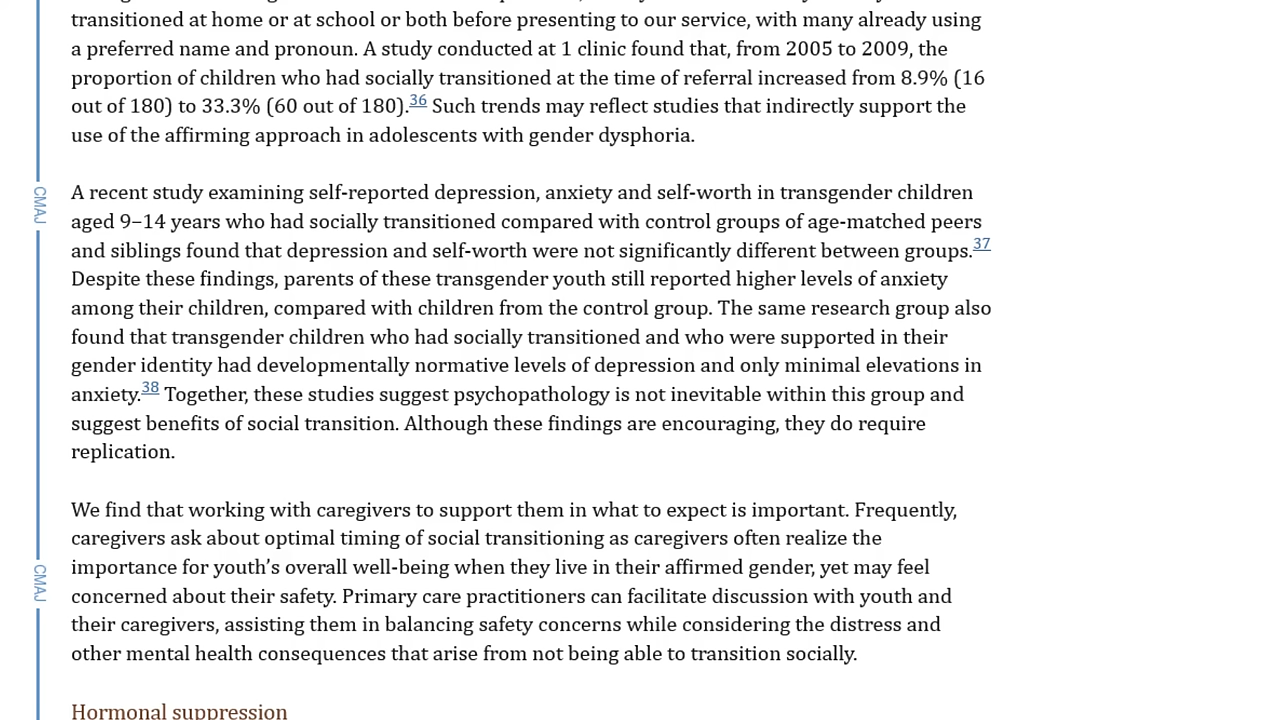 transitioned at home or at school or both before presenting to our service, with many already using
a preferred name and pronoun. A study conducted at 1 clinic found that, from 2005 to 2009, the
proportion of children who had socially transitioned at the time of referral increased from 8.9% (16
out of 180) to 33.3% (60 out of 180).36 Such trends may reflect studies that indirectly support the
use of the affirming approach in adolescents with gender dysphoria.
CMAJ
A recent study examining self-reported depression, anxiety and self-worth in transgender children
aged 9–14 years who had socially transitioned compared with control groups of age-matched peers
and siblings found that depression and self-worth were not significantly different between groups.37
Despite these findings, parents of these transgender youth still reported higher levels of anxiety
among their children, compared with children from the control group. The same research group also
found that transgender children who had socially transitioned and who were supported in their
gender identity had developmentally normative levels of depression and only minimal elevations in
anxiety.38 Together, these studies suggest psychopathology is not inevitable within this group and
suggest benefits of social transition. Although these findings are encouraging, they do require
replication.
We find that working with caregivers to support them in what to expect is important. Frequently,
caregivers ask about optimal timing of social transitioning as caregivers often realize the
importance for youth's overall well-being when they live in their affirmed gender, yet may feel
CMAJ
concerned about their safety. Primary care practitioners can facilitate discussion with youth and
their caregivers, assisting them in balancing safety concerns while considering the distress and
other mental health consequences that arise from not being able to transition socially.
Hormonal suppression